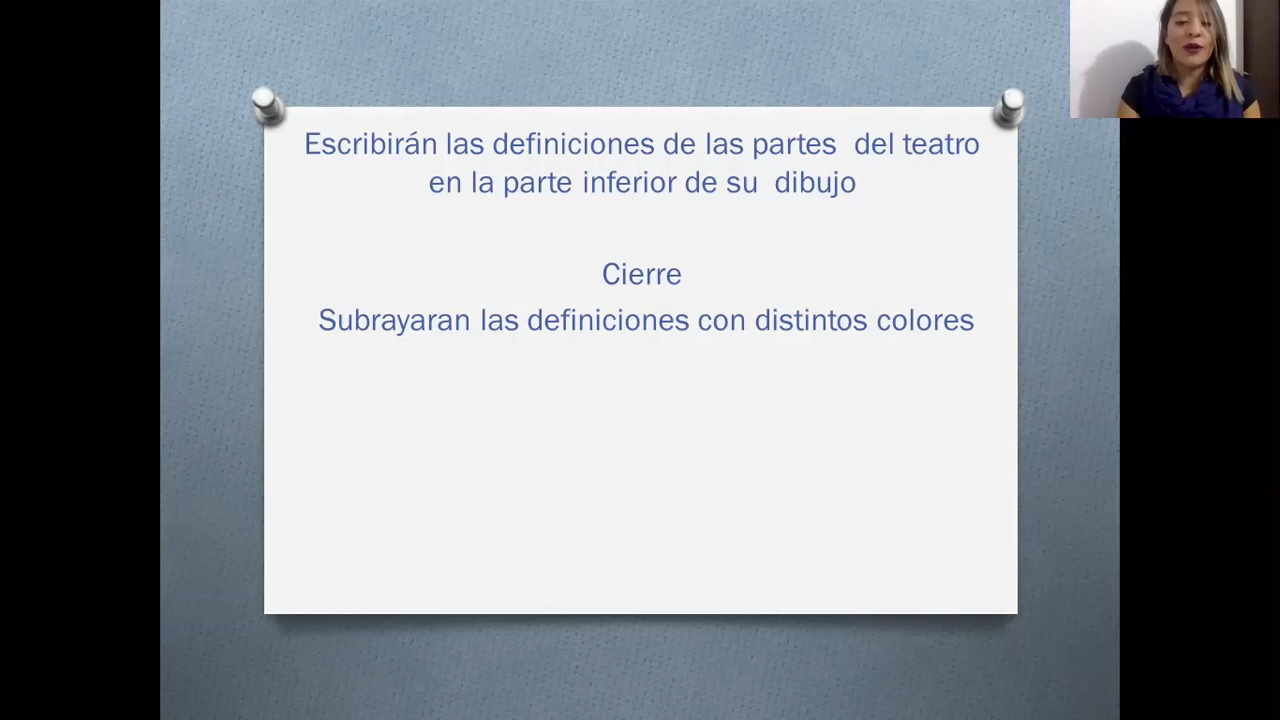 Escribirán las definiciones de las partes del teatro
en la parte inferior de su dibujo
Cierre
Subrayaran las definiciones con distintos colores